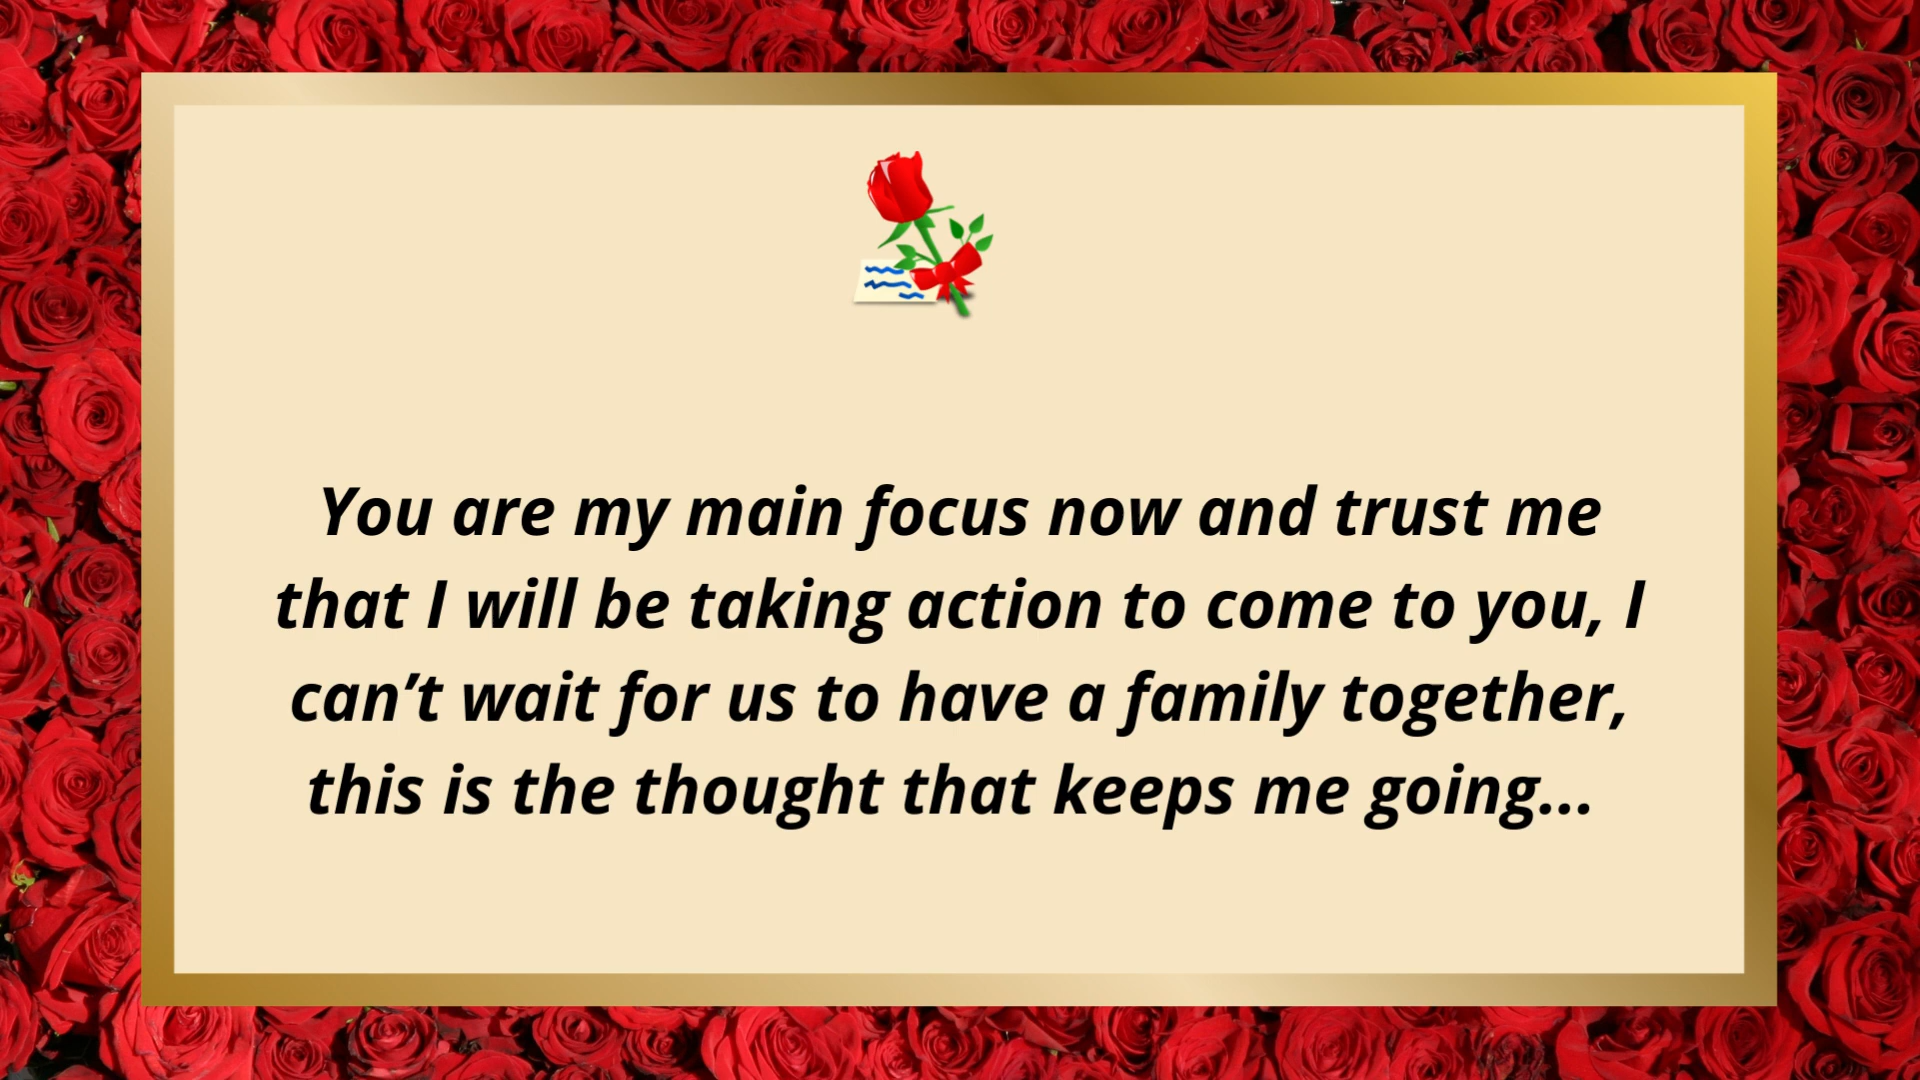 You are my main focus now and trust me
that I will be taking action to come to you, I
can’t wait for us to have a family together,
this is the thought that keeps me going...